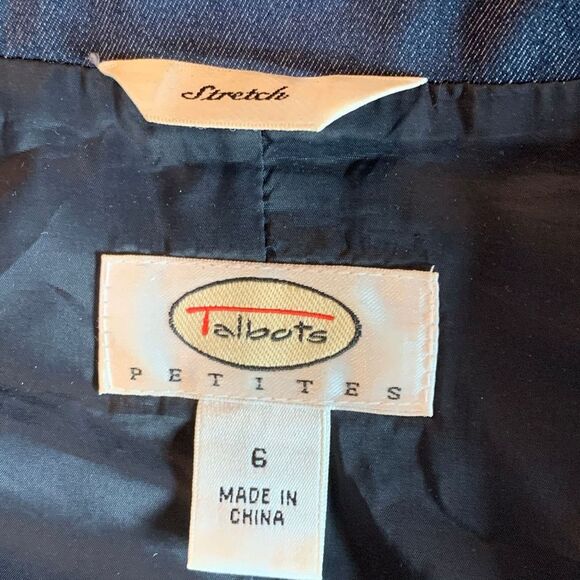 Stretch
Talbots
PETITES
6
MADE IN
CHINA